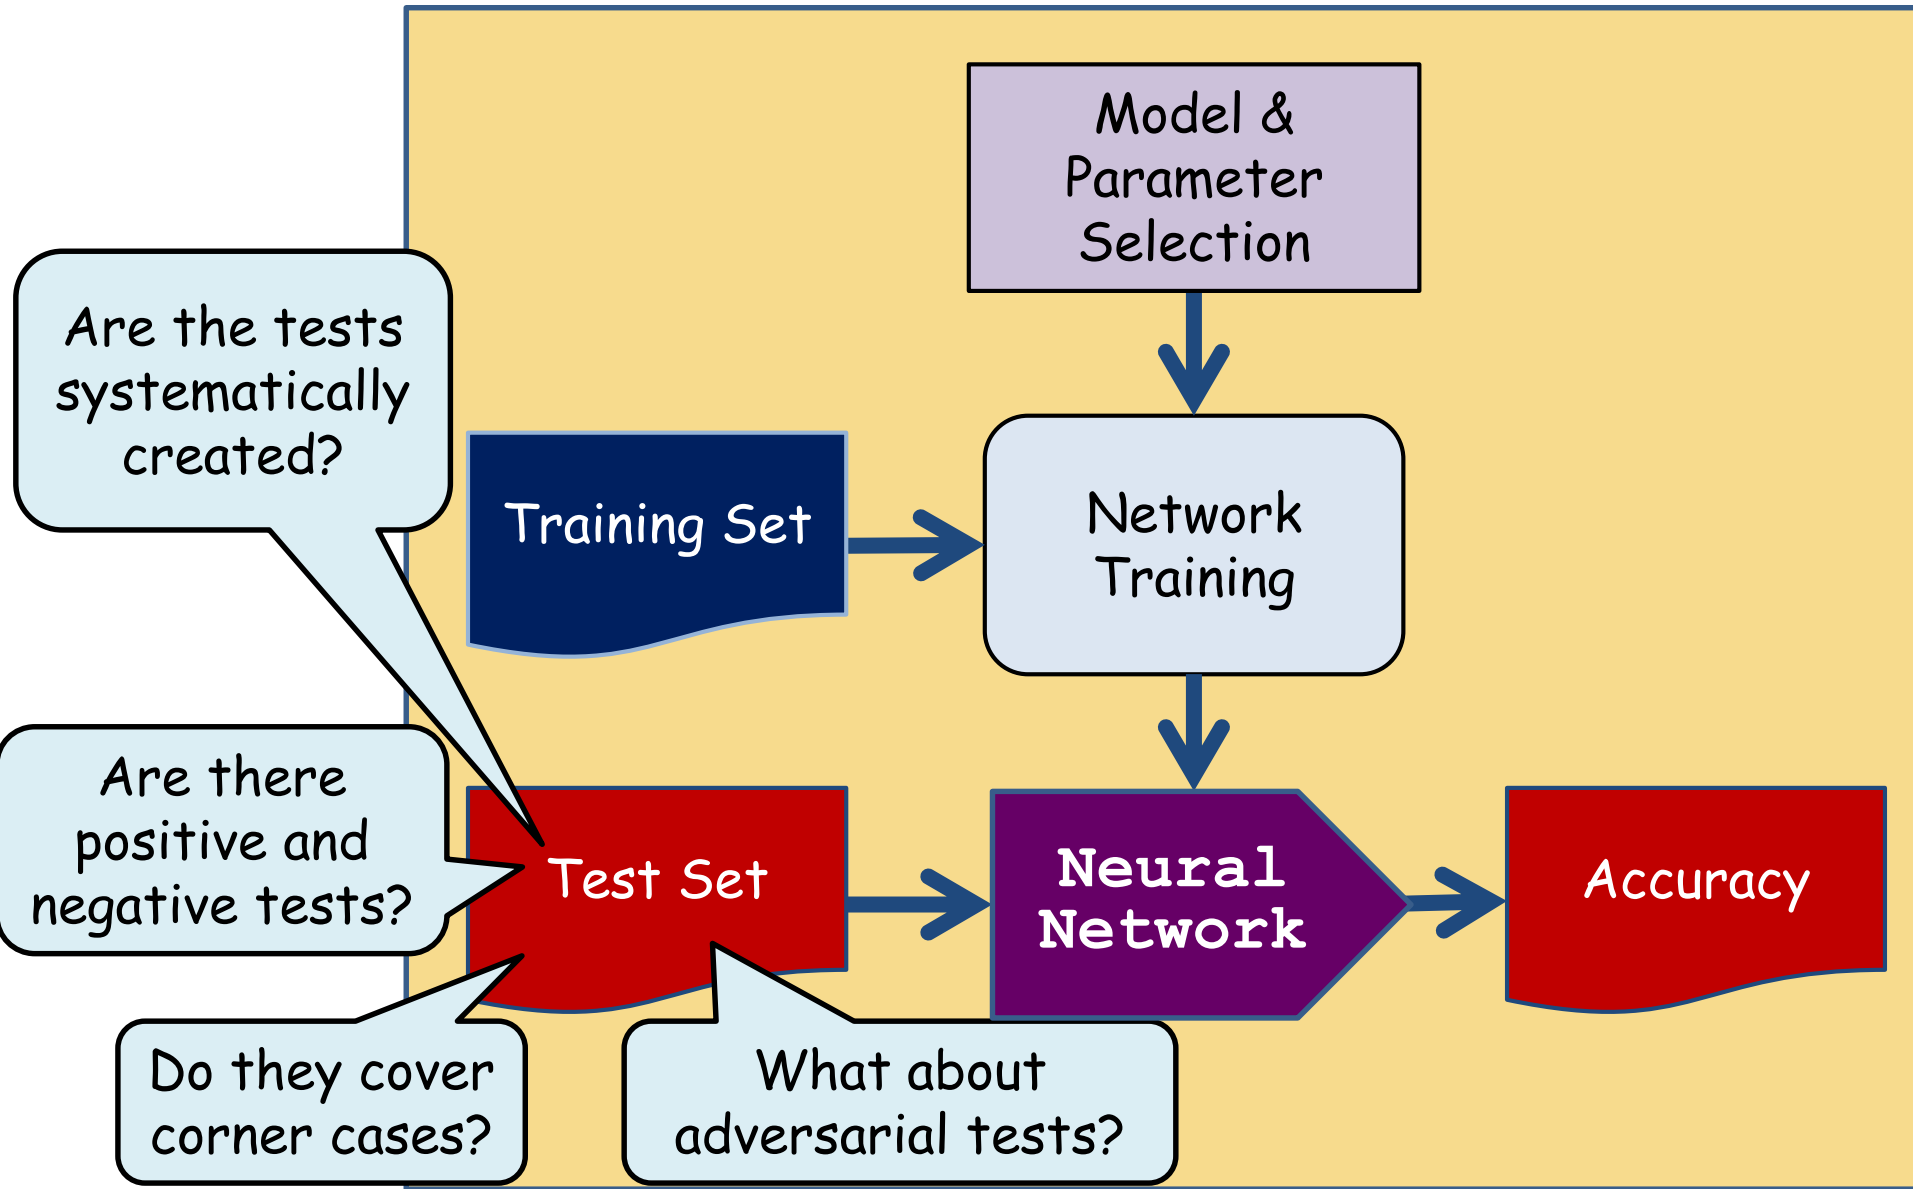 Model &
Parameter
Selection
Are the tests
systematically
created?
Training Set
Network
Training
Are there
positive and
negative tests?
Test Set
Neural
Network
Accuracy
Do they cover
corner cases?
What about
adversarial tests?